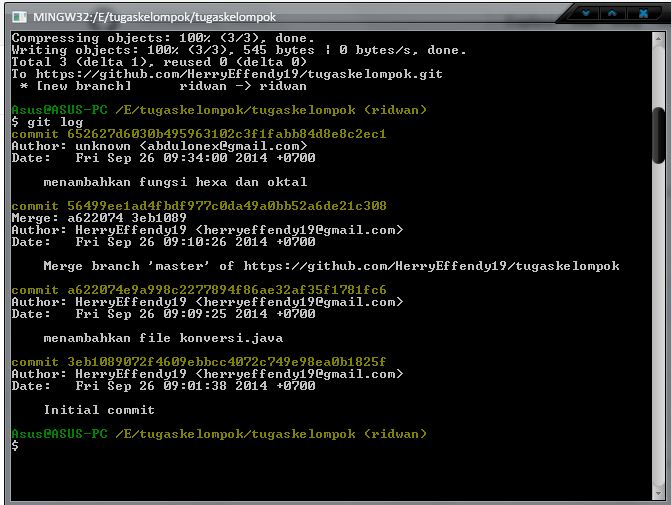 MINGW32:/E/tugaskelompok/tugaskelompok
Compressing objects: 100% (3/3), done.
Writing objects: 100% (3/3), 545 bytes | 0 bytes/s, done.
Total 3 (delta 1), reused 0 (delta 0)
To https://github.com/HerryEffendy19/tugaskelompok.git
 * [new branch]      ridwan -> ridwan

Asus@ASUS-PC /E/tugaskelompok/tugaskelompok (ridwan)
$ git log
commit 652627d6030b495963102c3f1fabb84d8e8c2ec1
Author: unknown <abdulonex@gmail.com>
Date:   Fri Sep 26 09:34:00 2014 +0700

    menambahkan fungsi hexa dan oktal

commit 56499ee1ad4fbdf977c0da49a0bb52a6de21c308
Merge: a622074 3eb1089
Author: HerryEffendy19 <herryeffendy19@gmail.com>
Date:   Fri Sep 26 09:10:26 2014 +0700

    Merge branch 'master' of https://github.com/HerryEffendy19/tugaskelompok

commit a622074e9a998c2277894f86ae32af35f1781fc6
Author: HerryEffendy19 <herryeffendy19@gmail.com>
Date:   Fri Sep 26 09:09:25 2014 +0700

    menambahkan file konversi.java

commit 3eb1089072f4609ebbcc4072c749e98ea0b1825f
Author: HerryEffendy19 <herryeffendy19@gmail.com>
Date:   Fri Sep 26 09:01:38 2014 +0700

    Initial commit

Asus@ASUS-PC /E/tugaskelompok/tugaskelompok (ridwan)
$